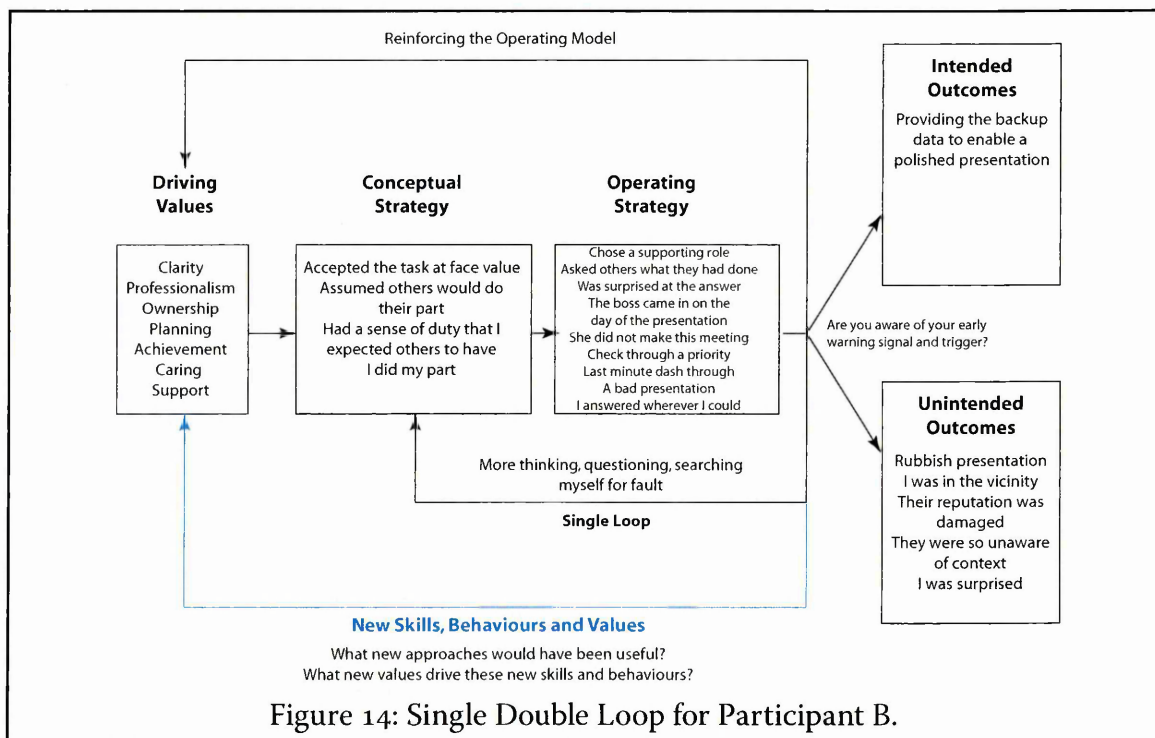 Reinforcing the Operating Model
Driving
Values
Clarity
Professionalism
Ownership
Planning
Achievement
Caring
Support
Conceptual
Strategy
Accepted the task at face value
Assumed others would do
their part
Had a sense of duty that I
expected others to have
I did my part
Operating
Strategy
Chose a supporting role
Asked others what they had done
Was surprised at the answer
The boss came in on the
day of the presentation
She did not make this meeting
Check through a priority
Last minute dash through
A bad presentation
I answered wherever I could
Intended
Outcomes
Providing the backup
data to enable a
polished presentation
Are you aware of your early
warning signal and trigger?
Unintended
Outcomes
Rubbish presentation
I was in the vicinity
Their reputation was
damaged
They were so unaware
of context
I was surprised
More thinking, questioning, searching
myself for fault
Single Loop
New Skills, Behaviours and Values
What new approaches would have been useful?
What new values drive these new skills and behaviours?
Figure 14: Single Double Loop for Participant B.